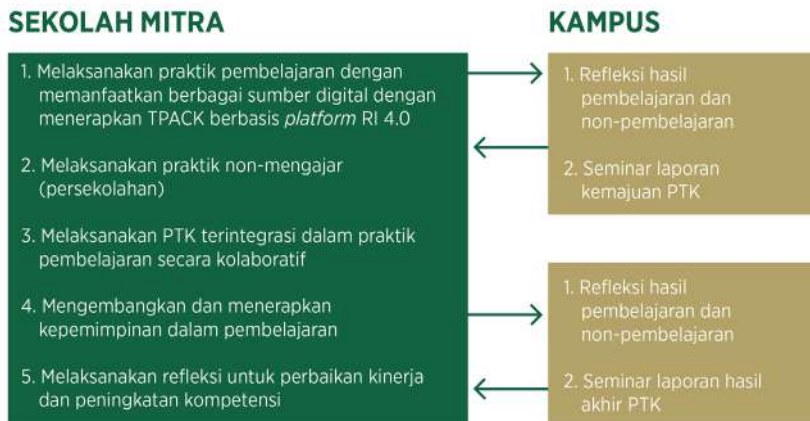 SEKOLAH MITRA
1. Melaksanakan praktik pembelajaran dengan
memanfaatkan berbagai sumber digital dengan
menerapkan TPACK berbasis platform RI 4.0
2. Melaksanakan praktik non-mengajar
(persekolahan)
3. Melaksanakan PTK terintegrasi dalam praktik
pembelajaran secara kolaboratif
4. Mengembangkan dan menerapkan
kepemimpinan dalam pembelajaran
5. Melaksanakan refleksi untuk perbaikan kinerja
dan peningkatan kompetensi
KAMPUS
1. Refleksi hasil
pembelajaran dan
non-pembelajaran
2. Seminar laporan
kemajuan PTK
1. Refleksi hasil
pembelajaran dan
non-pembelajaran
2. Seminar laporan hasil
akhir PTK